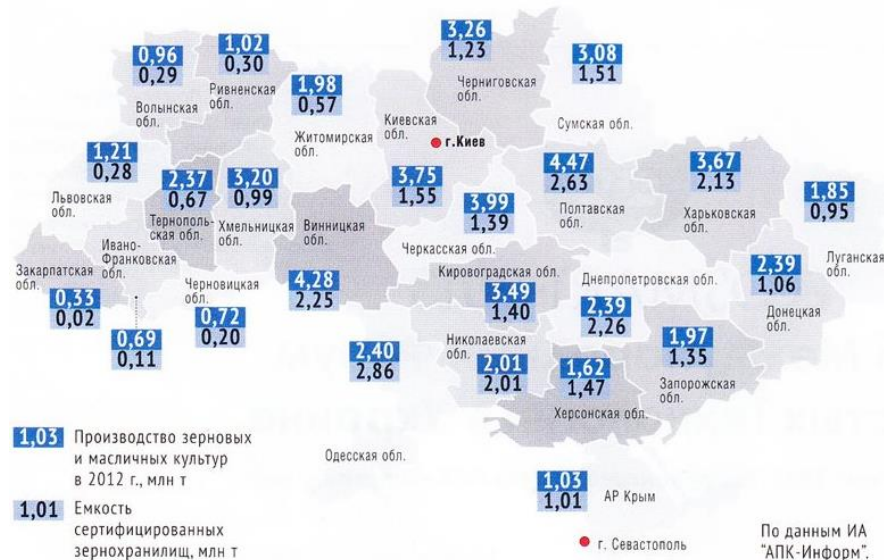 0,96
0,29
Волынская
обл.
1,02
0,30
Ривненская
обл.
1,98
0,57
Житомирская
обл.
Киевская
обл.
г.Киев
3,75
1,55
3,26
1,23
Черниговская
обл.
3,08
1,51
Сумская обл.
1,21
0,28
Львовская
обл.
2,37
0,67
Тернополь-
ская обл.
3,20
0,99
Хмельницкая
обл.
Винницкая
обл.
4,28
2,25
3,99
1,39
Черкасская обл.
4,47
2,63
Полтавская
обл.
3,67
2,13
Харьковская
обл.
1,85
0,95
Луганская
обл.
Закарпатская
обл.
0,33
0,02
Ивано-
Франковская
обл.
0,69
0,11
Черновицкая
обл.
0,72
0,20
Кировоградская обл.
3,49
1,40
Днепропетровская обл.
2,39
2,26
2,39
1,06
Донецкая
обл.
2,40
2,86
Одесская обл.
Николаевская
обл.
2,01
2,01
1,62
1,47
Херсонская обл.
1,97
1,35
Запорожская
обл.
1,03
1,01
АР Крым
г. Севастополь
1,03 Производство зерновых
и масличных культур
в 2012 г., млн т
1,01 Емкость
сертифицированных
зернохранилищ, млн т
По данным ИА
"АПК-Информ".